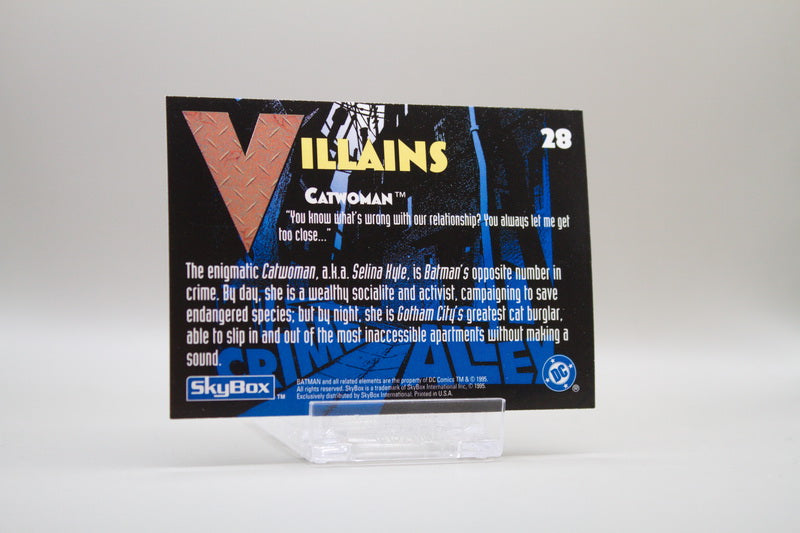 VILLAINS
28
CATWOMAN™
"You know what's wrong with our relationship? You always let me get
too close..."
The enigmatic Catwoman, a.k.a. Selina Kyle, is Batman's opposite number in
crime. By day, she is a wealthy socialite and activist, campaigning to save
endangered species; but by night, she is Gotham City's greatest cat burglar,
able to slip in and out of the most inaccessible apartments without making a
sound.
CRIME ALLEY
SkyBox™
BATMAN and all related elements are the property of DC Comics TM & © 1995.
All rights reserved. SkyBox is a trademark of SkyBox International Inc. © 1995.
Exclusively distributed by SkyBox International. Printed in U.S.A.
DC®